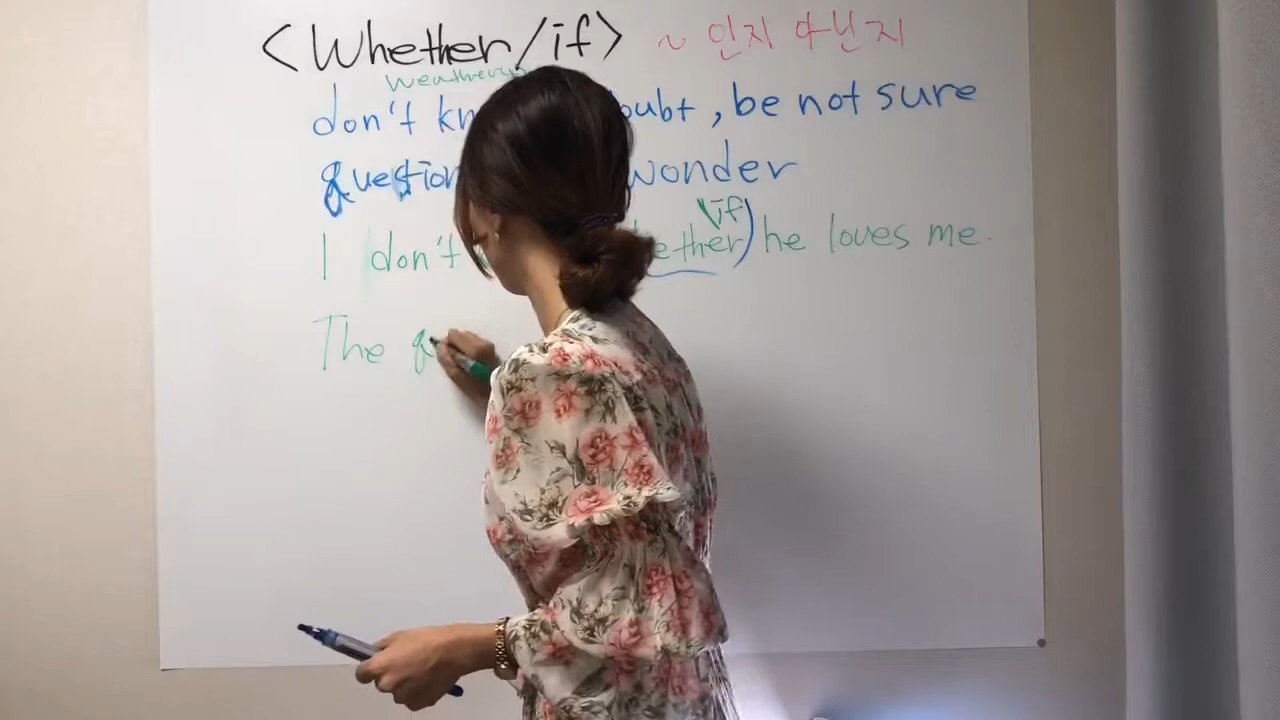 <Whether/if> ~ 인지 아닌지
don't kn oubt, be not sure
question wonder
if
I don't ether) he loves me.
The q